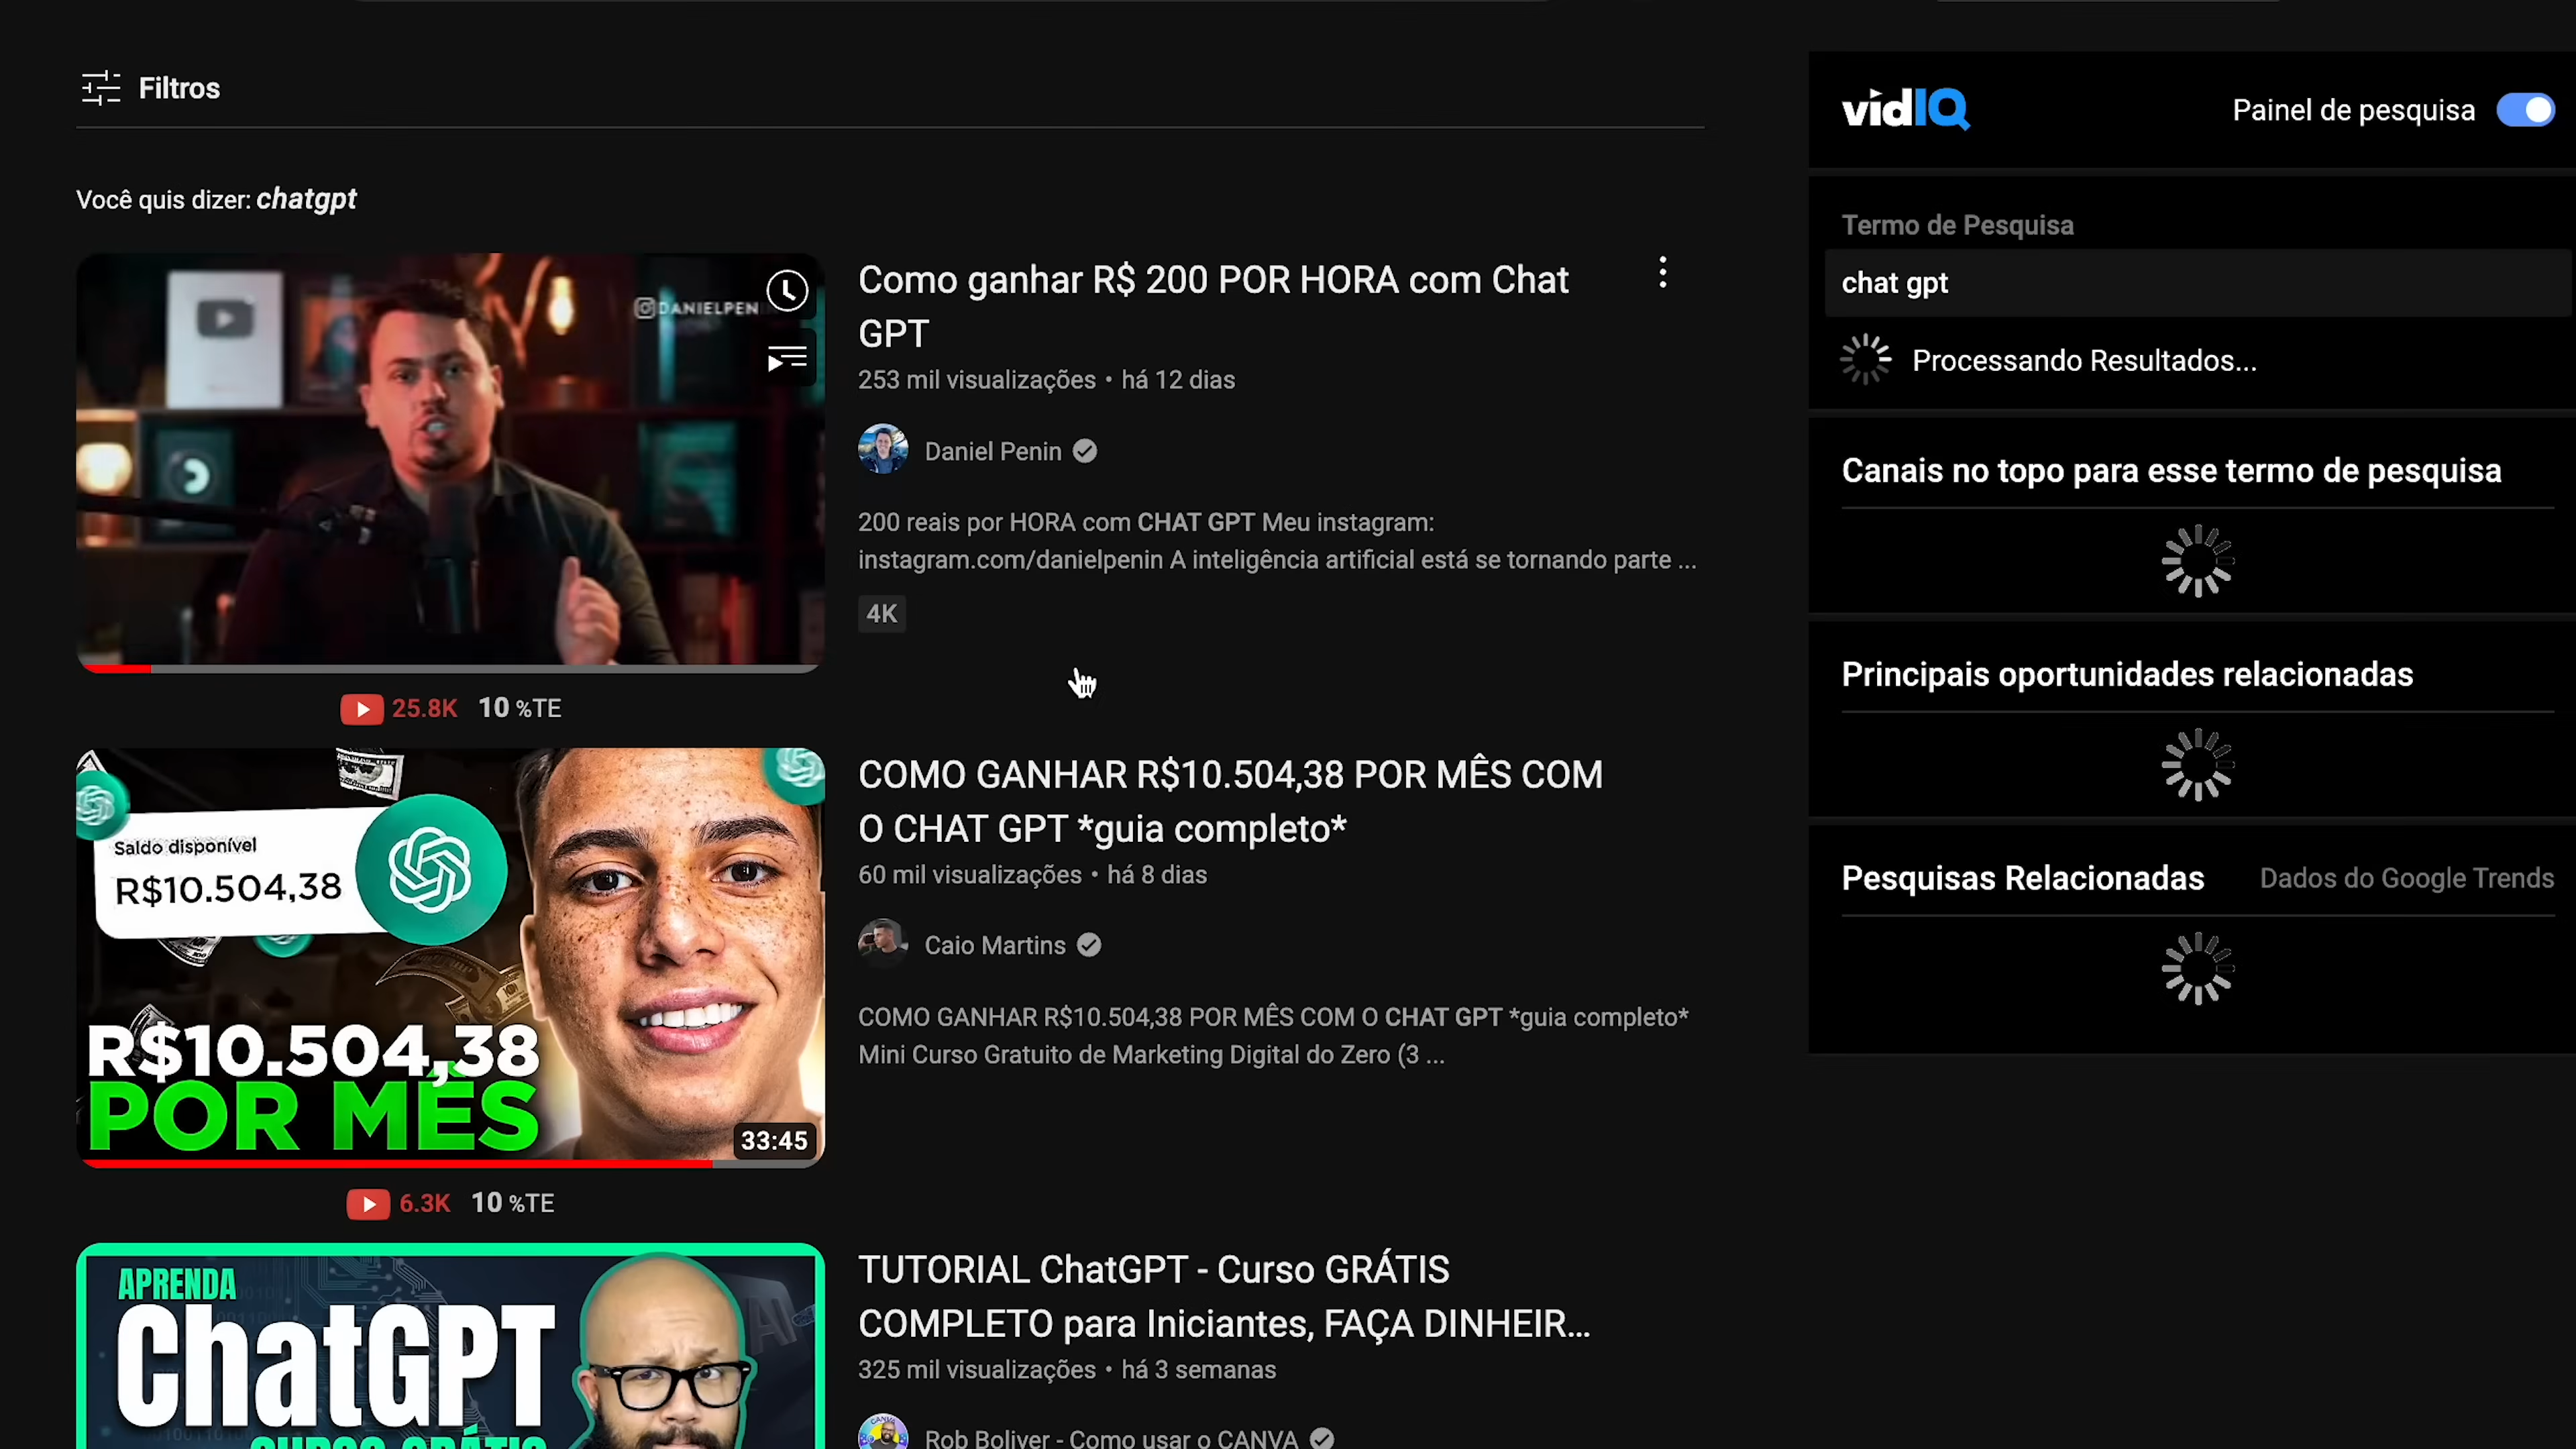 Filtros
Você quis dizer: chatgpt
DANIELPEN
Como ganhar R$ 200 POR HORA com Chat
GPT
253 mil visualizações • há 12 dias
Daniel Penin
200 reais por HORA com CHAT GPT Meu instagram:
instagram.com/danielpenin A inteligência artificial está se tornando parte ...
4K
25.8K 10 %TE
Saldo disponível
R$10.504,38
R$10.504,38
POR MÊS
33:45
COMO GANHAR R$10.504,38 POR MÊS COM
O CHAT GPT *guia completo*
60 mil visualizações • há 8 dias
Caio Martins
COMO GANHAR R$10.504,38 POR MÊS COM O CHAT GPT *guia completo*
Mini Curso Gratuito de Marketing Digital do Zero (3 ...
6.3K 10 %TE
APRENDA
ChatGPT
CURSO GRÁTIS
TUTORIAL ChatGPT - Curso GRÁTIS
COMPLETO para Iniciantes, FAÇA DINHEIR...
325 mil visualizações • há 3 semanas
Rob Boliver - Como usar o CANVA
vidIQ
Painel de pesquisa
Termo de Pesquisa
chat gpt
Processando Resultados...
Canais no topo para esse termo de pesquisa
Principais oportunidades relacionadas
Pesquisas Relacionadas Dados do Google Trends